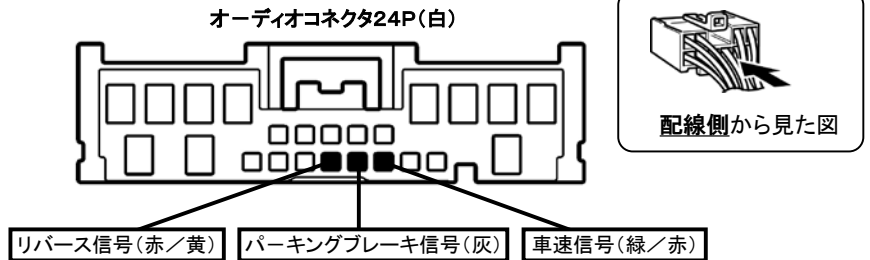 オーディオコネクタ24P(白)
配線側から見た図
リバース信号(赤/黄)
パーキングブレーキ信号(灰)
車速信号(緑/赤)